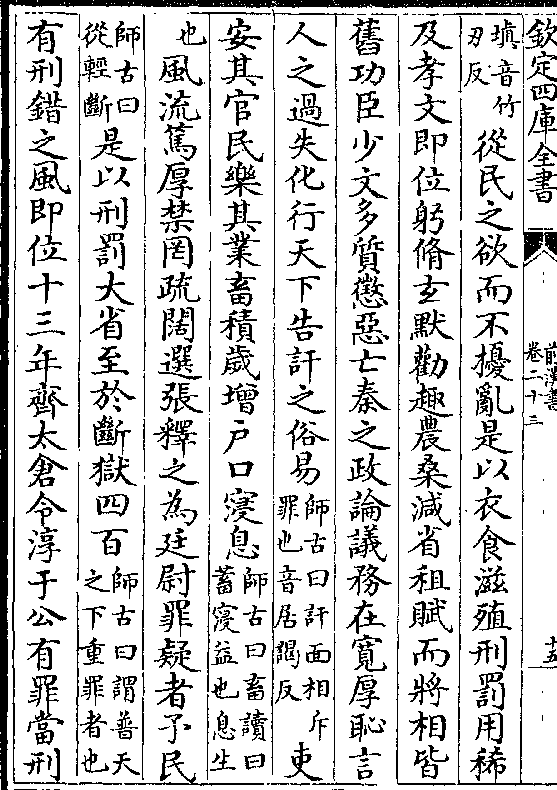 欽定四庫全書
前漢書
卷二十三
十五
瑱音竹
刃反
從民之欲而不擾亂是以衣食滋殖刑罰用稀
及孝文即位躬脩玄默勸趣農桑減省租賦而將相皆
舊功臣少文多質懲惡亡秦之政論議務在寬厚恥言
人之過失化行天下告訐之俗易
師古曰訐面相斥
罪也音居謁反
吏
安其官民樂其業畜積歲增户口寖息
師古曰畜讀曰
蓄寖益也息生
也
風流篤厚禁罔疏闊選張釋之為廷尉罪疑者予民
師古曰
從輕斷
是以刑罰大省至於斷獄四百
師古曰謂普天
之下重罪者也
有刑錯之風即位十三年齊太倉令淳于公有罪當刑